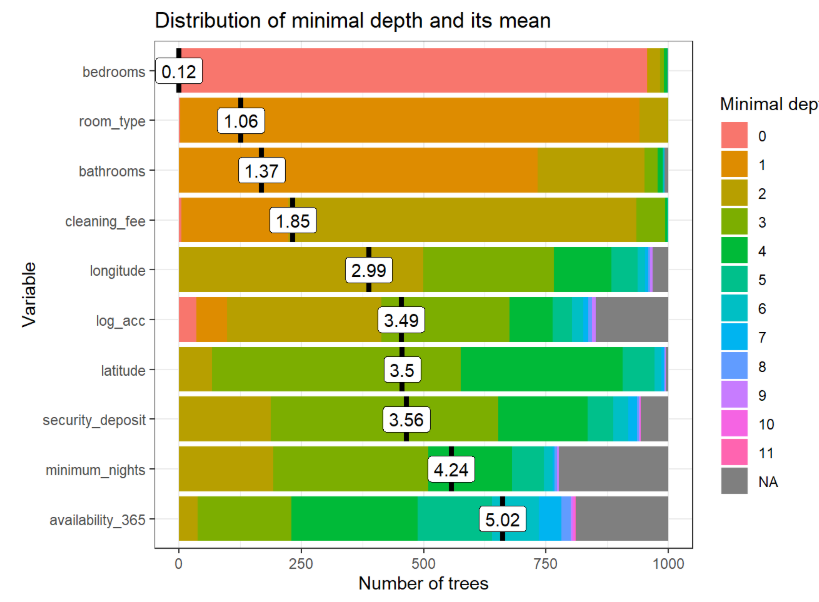 Distribution of minimal depth and its mean
Variable
bedrooms
0.12
room_type
1.06
bathrooms
1.37
cleaning_fee
1.85
longitude
2.99
log_acc
3.49
latitude
3.5
security_deposit
3.56
minimum_nights
4.24
availability_365
5.02
0 250 500 750 1000
Number of trees
Minimal dep
0
1
2
3
4
5
6
7
8
9
10
11
NA